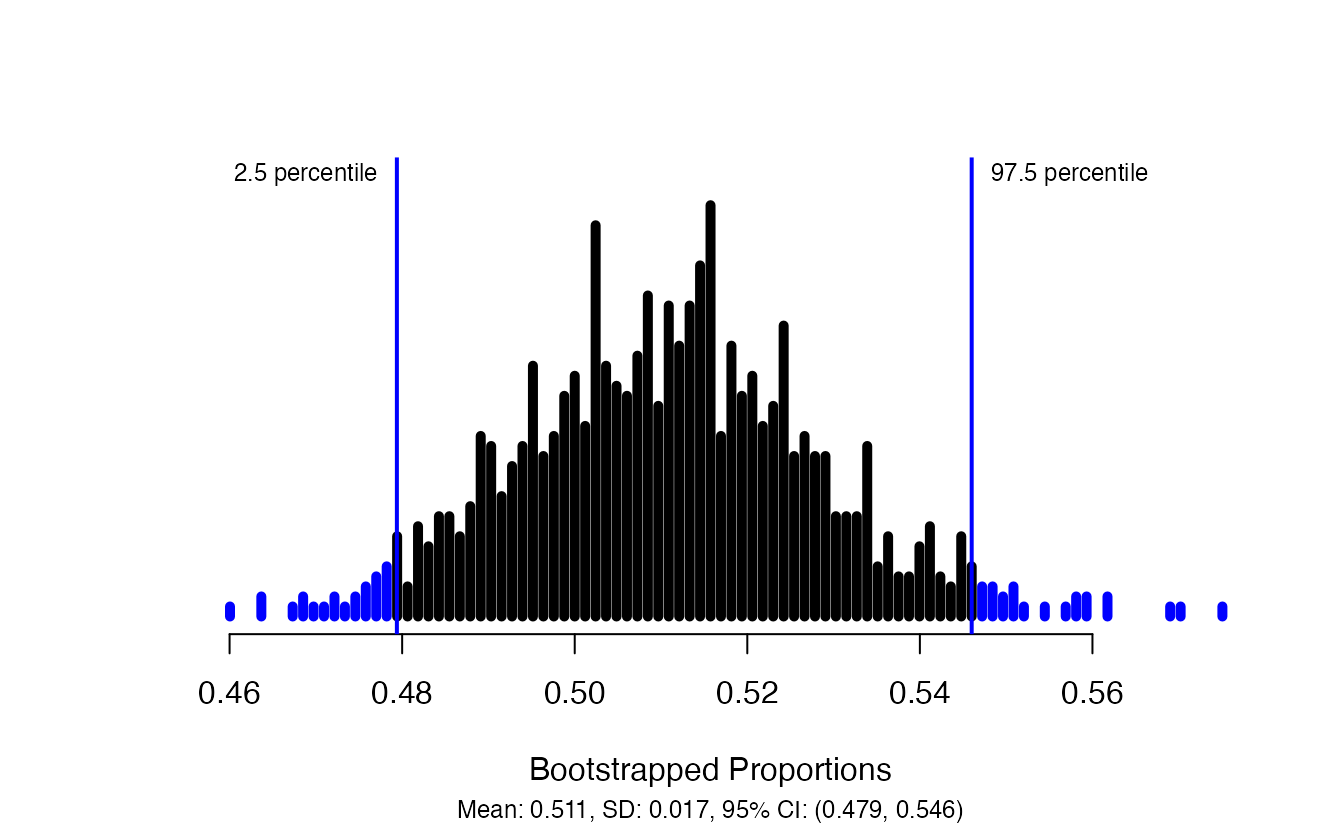 2.5 percentile
97.5 percentile
0.46 0.48 0.50 0.52 0.54 0.56
Bootstrapped Proportions
Mean: 0.511, SD: 0.017, 95% CI: (0.479, 0.546)